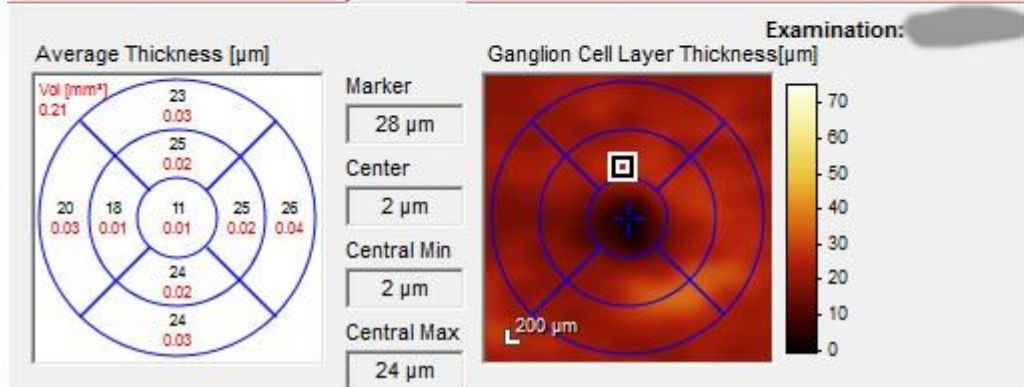 Examination:
Average Thickness [µm]
Ganglion Cell Layer Thickness[µm]
Vol [mm³]
0.21
23
0.03
25
0.02
20
0.03
18
0.01
11
0.01
25
0.02
26
0.04
24
0.02
24
0.03
Marker
28 µm
Center
2 µm
Central Min
2 µm
Central Max
24 µm
200 µm
70
60
50
40
30
20
10
0